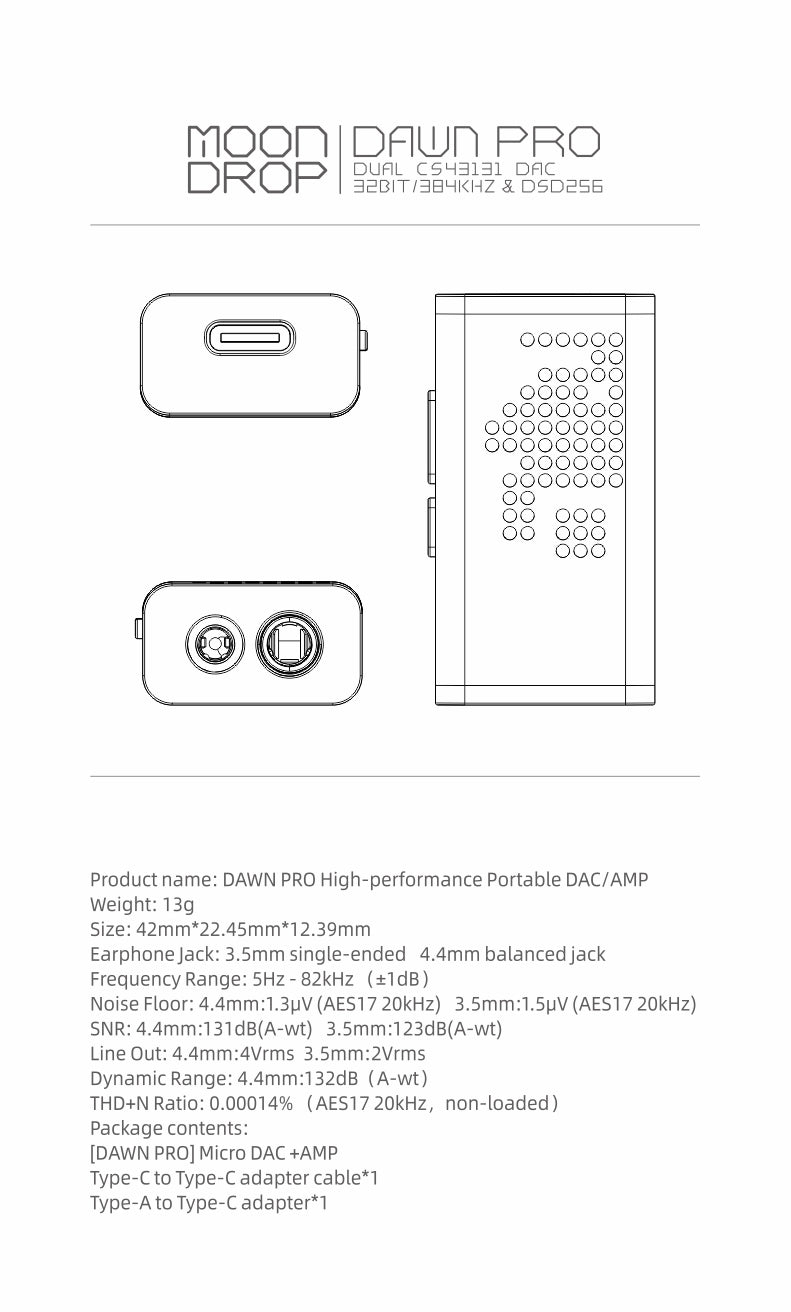 MOON
DROP
DAWN PRO
DUAL CS43131 DAC
32BIT/384KHZ & DSD256
Product name: DAWN PRO High-performance Portable DAC/AMP
Weight: 13g
Size: 42mm*22.45mm*12.39mm
Earphone Jack: 3.5mm single-ended   4.4mm balanced jack
Frequency Range: 5Hz - 82kHz （±1dB）
Noise Floor: 4.4mm:1.3μV (AES17 20kHz)   3.5mm:1.5μV (AES17 20kHz)
SNR: 4.4mm:131dB(A-wt)   3.5mm:123dB(A-wt)
Line Out: 4.4mm:4Vrms  3.5mm:2Vrms
Dynamic Range: 4.4mm:132dB（A-wt）
THD+N Ratio: 0.00014% （AES17 20kHz，non-loaded）
Package contents:
[DAWN PRO] Micro DAC +AMP
Type-C to Type-C adapter cable*1
Type-A to Type-C adapter*1